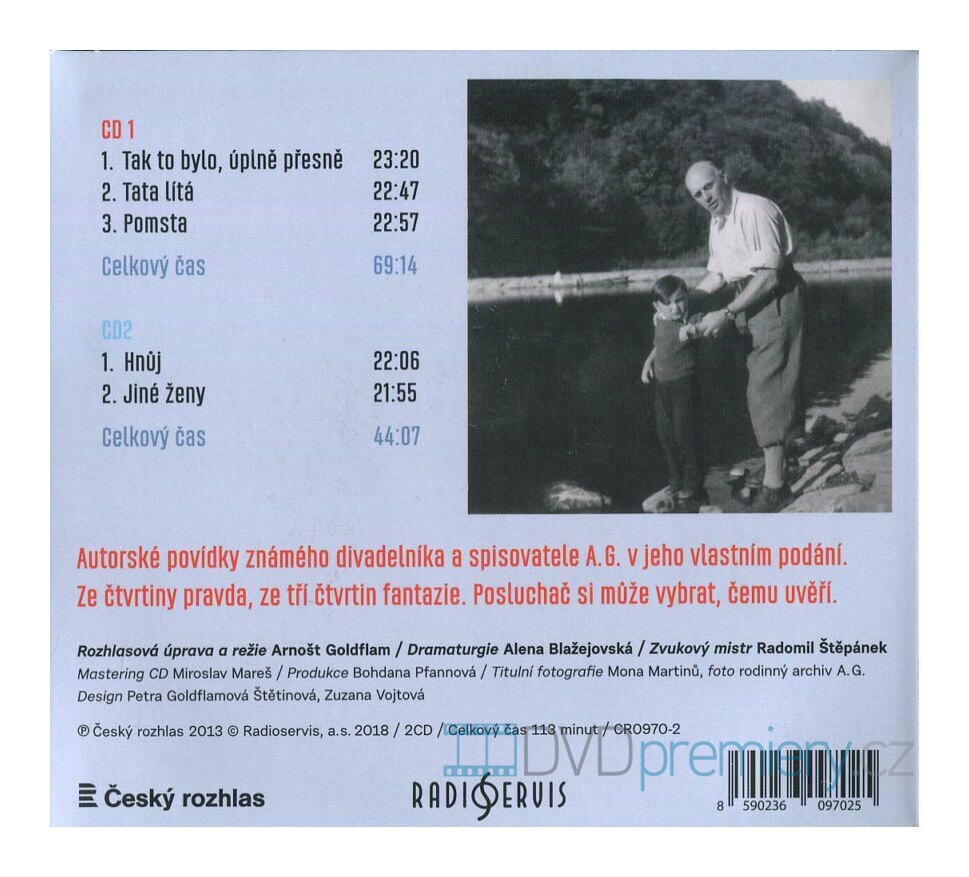 CD 1
1. Tak to bylo, úplně přesně 23:20
2. Tata lítá 22:47
3. Pomsta 22:57
Celkový čas 69:14
CD2
1. Hnůj 22:06
2. Jiné ženy 21:55
Celkový čas 44:07
Autorské povídky známého divadelníka a spisovatele A.G. v jeho vlastním podání.
Ze čtvrtiny pravda, ze tří čtvrtin fantazie. Posluchač si může vybrat, čemu uvěří.
Rozhlasová úprava a režie Arnošt Goldflam / Dramaturgie Alena Blažejovská / Zvukový mistr Radomil Štěpánek
Mastering CD Miroslav Mareš / Produkce Bohdana Pfannová / Titulní fotografie Mona Martinů, foto rodinný archiv A.G.
Design Petra Goldflamová Štětinová, Zuzana Vojtová
℗ Český rozhlas 2013 © Radioservis, a.s. 2018 / 2CD / Celkový čas 113 minut / CR0970-2
DVDpremiery.cz
Český rozhlas
RADIOSERVIS
8 590236 097025